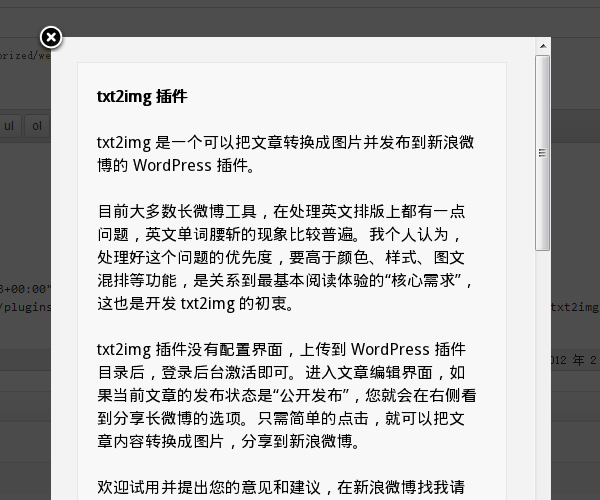 orized/we
ul ol
txt2img 插件
txt2img 是一个可以把文章转换成图片并发布到新浪微
博的 WordPress 插件。
目前大多数长微博工具，在处理英文排版上都有一点
问题，英文单词腰斩的现象比较普遍。我个人认为，
处理好这个问题的优先度，要高于颜色、样式、图文
混排等功能，是关系到最基本阅读体验的“核心需求”，
这也是开发 txt2img 的初衷。
3+00:00"
/plugins
txt2img
txt2img 插件没有配置界面，上传到 WordPress 插件
012 年 2
目录后，登录后台激活即可。进入文章编辑界面，如
果当前文章的发布状态是“公开发布”，您就会在右侧看
到分享长微博的选项。只需简单的点击，就可以把文
章内容转换成图片，分享到新浪微博。
欢迎试用并提出您的意见和建议，在新浪微博找我请